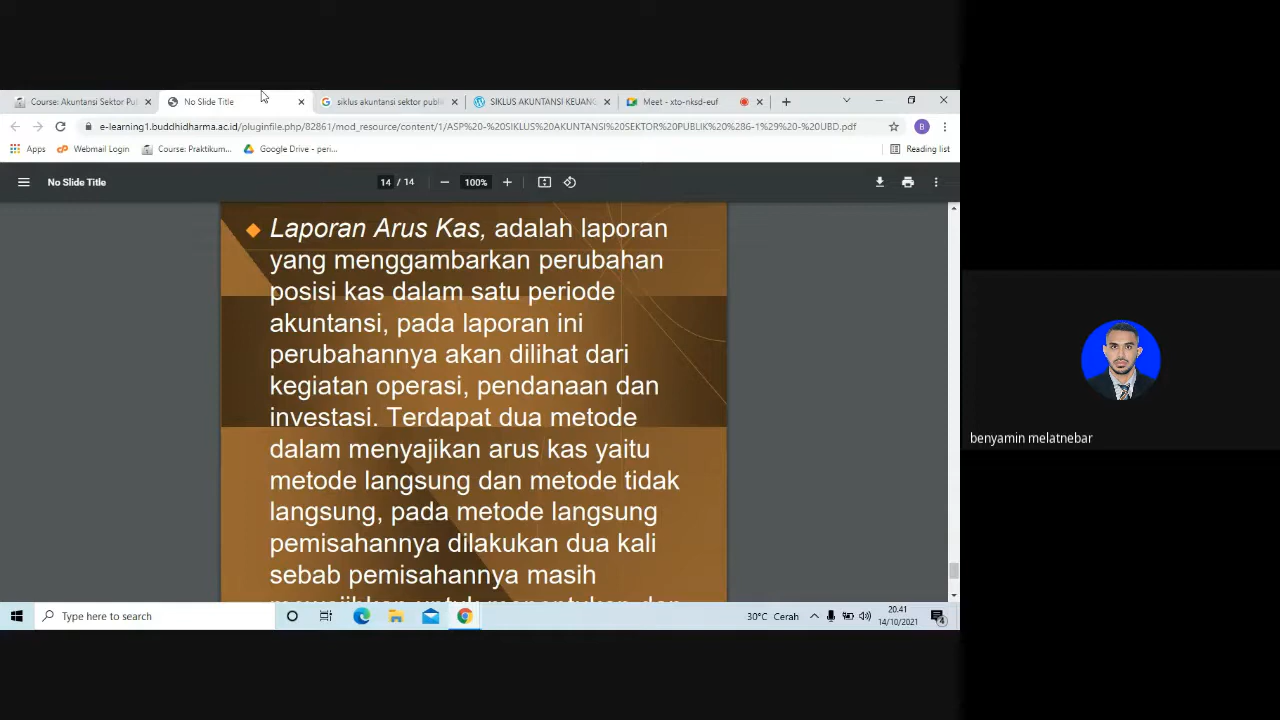 Course: Akuntansi Sektor Pu
No Slide Title
siklus akuntansi sektor publi
SIKLUS AKUNTANSI KEUAN
Meet - xto-nksd-euf
e-learning1.buddhidharma.ac.id/pluginfile.php/82861/mod_resource/content/1/ASP%20-%20SIKLUS%20AKUNTANSI%20SEKTOR%20PUBLIK%20%286-1%29%20-%20UBD.pdf
B
Apps
Webmail Login
Course: Praktikum...
Google Drive - peri...
Reading list
No Slide Title
14 / 14
100%
Laporan Arus Kas, adalah laporan
yang menggambarkan perubahan
posisi kas dalam satu periode
akuntansi, pada laporan ini
perubahannya akan dilihat dari
kegiatan operasi, pendanaan dan
investasi. Terdapat dua metode
dalam menyajikan arus kas yaitu
metode langsung dan metode tidak
langsung, pada metode langsung
pemisahannya dilakukan dua kali
sebab pemisahannya masih
benyamin melatnebar
Type here to search
30°C Cerah
20.41
14/10/2021
4